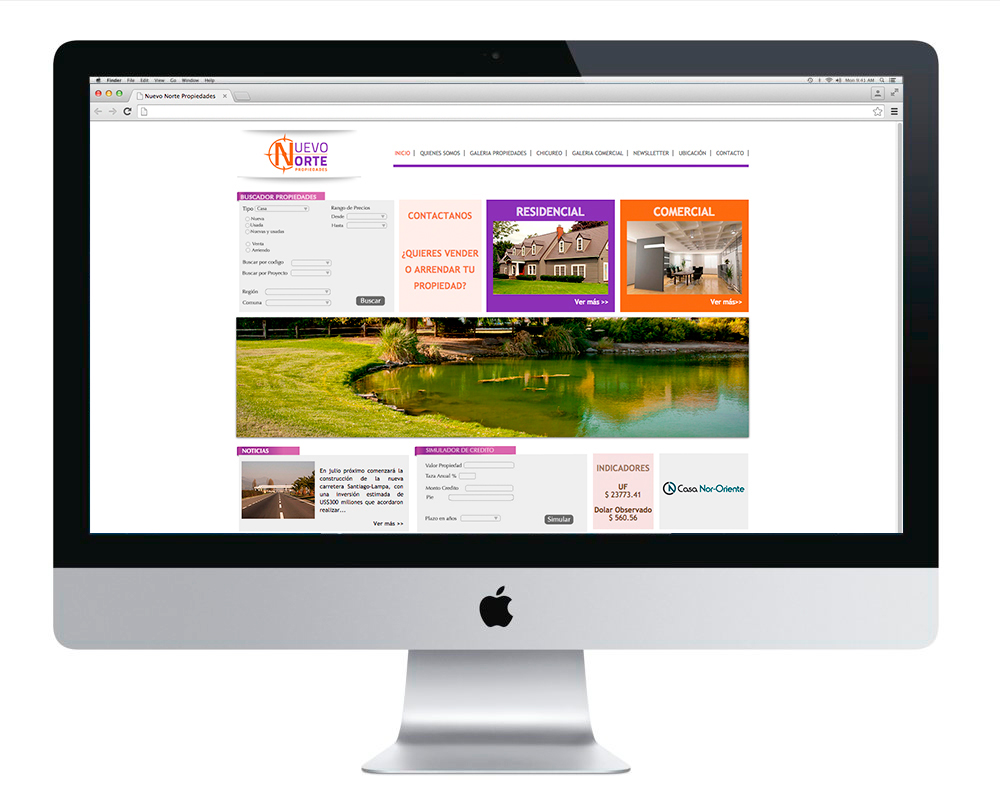 Finder File Edit View Go Window Help
Mon 9:41 AM
Nuevo Norte Propiedades
NUEVO
NORTE
PROPIEDADES
INICIO | QUIENES SOMOS | GALERIA PROPIEDADES | CHICUREO | GALERIA COMERCIAL | NEWSLLETTER | UBICACIÓN | CONTACTO |
BUSCADOR PROPIEDADES
Tipo Casa
Nueva
Usada
Nuevas y usadas
Venta
Arriendo
Buscar por codigo
Buscar por Proyecto
Región
Comuna
Rango de Precios
Desde
Hasta
Buscar
CONTACTANOS
¿QUIERES VENDER
O ARRENDAR TU
PROPIEDAD?
RESIDENCIAL
Ver más >>
COMERCIAL
Ver más>>
NOTICIAS
En julio próximo comenzará la
construcción de la nueva
carretera Santiago-Lampa, con
una inversión estimada de
US$300 millones que acordaron
realizar...
Ver más >>
SIMULADOR DE CREDITO
Valor Propiedad
Taza Anual %
Monto Credito
Pie
Plazo en años
Simular
INDICADORES
UF
$ 23773.41
Dolar Observado
$ 560.56
Casa Nor-Oriente